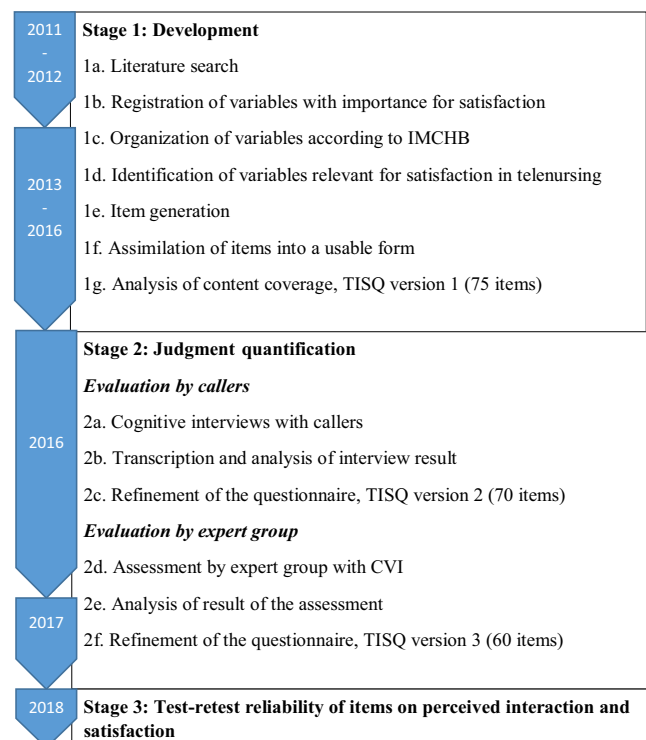 2011
-
2012
Stage 1: Development
1a. Literature search
1b. Registration of variables with importance for satisfaction
2013
-
2016
1c. Organization of variables according to IMCHB
1d. Identification of variables relevant for satisfaction in telenursing
1e. Item generation
1f. Assimilation of items into a usable form
1g. Analysis of content coverage, TISQ version 1 (75 items)
2016
Stage 2: Judgment quantification
Evaluation by callers
2a. Cognitive interviews with callers
2b. Transcription and analysis of interview result
2c. Refinement of the questionnaire, TISQ version 2 (70 items)
Evaluation by expert group
2d. Assessment by expert group with CVI
2017
2e. Analysis of result of the assessment
2f. Refinement of the questionnaire, TISQ version 3 (60 items)
2018
Stage 3: Test-retest reliability of items on perceived interaction and
satisfaction